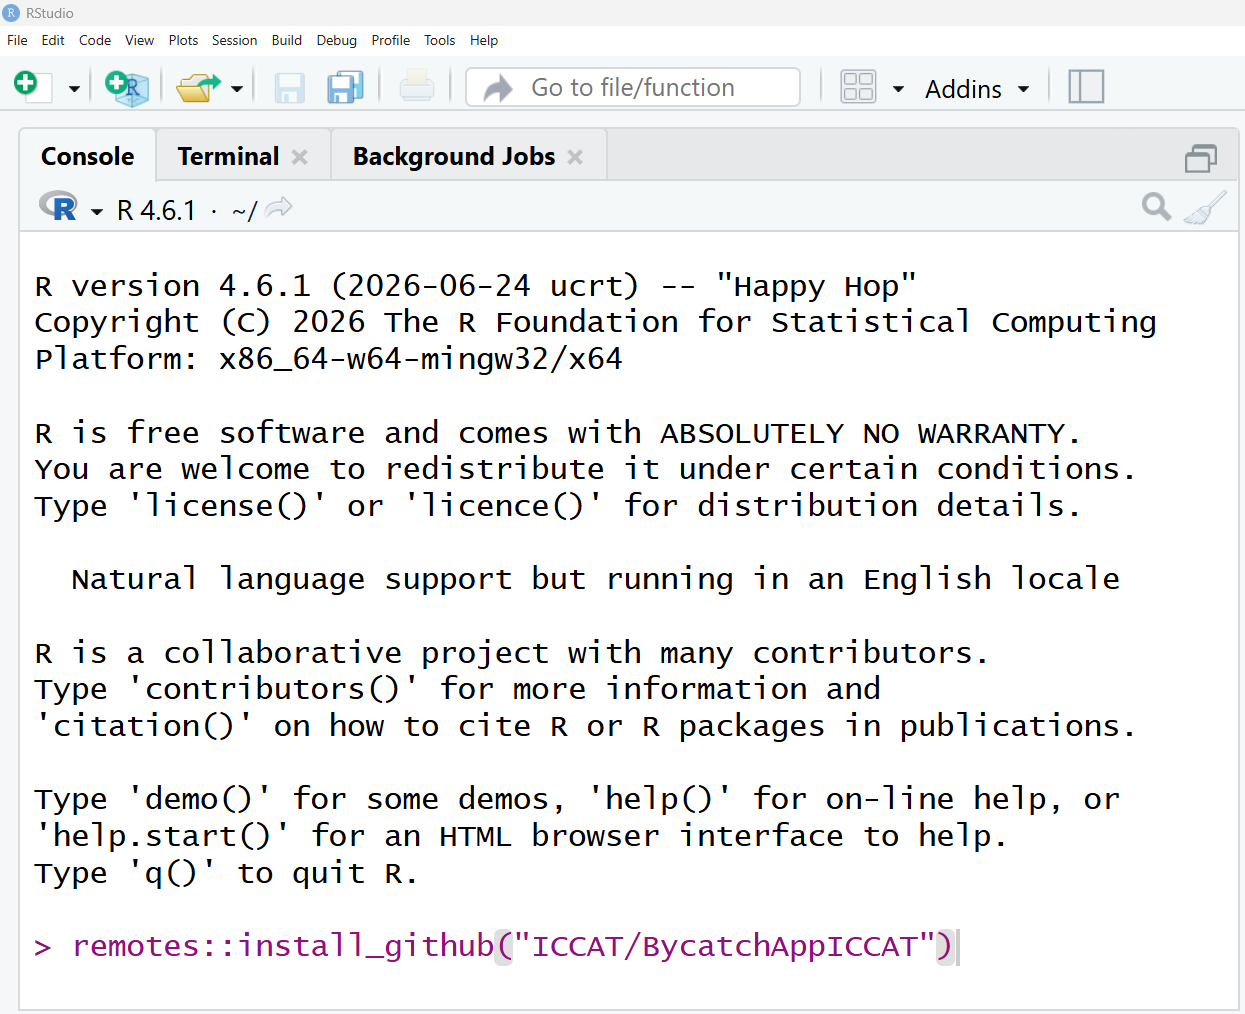 RStudio
File Edit Code View Plots Session Build Debug Profile Tools Help
Go to file/function Addins
Console Terminal Background Jobs
R 4.6.1 · ~/
R version 4.6.1 (2026-06-24 ucrt) -- "Happy Hop"
Copyright (C) 2026 The R Foundation for Statistical Computing
Platform: x86_64-w64-mingw32/x64
R is free software and comes with ABSOLUTELY NO WARRANTY.
You are welcome to redistribute it under certain conditions.
Type 'license()' or 'licence()' for distribution details.
Natural language support but running in an English locale
R is a collaborative project with many contributors.
Type 'contributors()' for more information and
'citation()' on how to cite R or R packages in publications.
Type 'demo()' for some demos, 'help()' for on-line help, or
'help.start()' for an HTML browser interface to help.
Type 'q()' to quit R.
> remotes::install_github("ICCAT/BycatchAppICCAT")